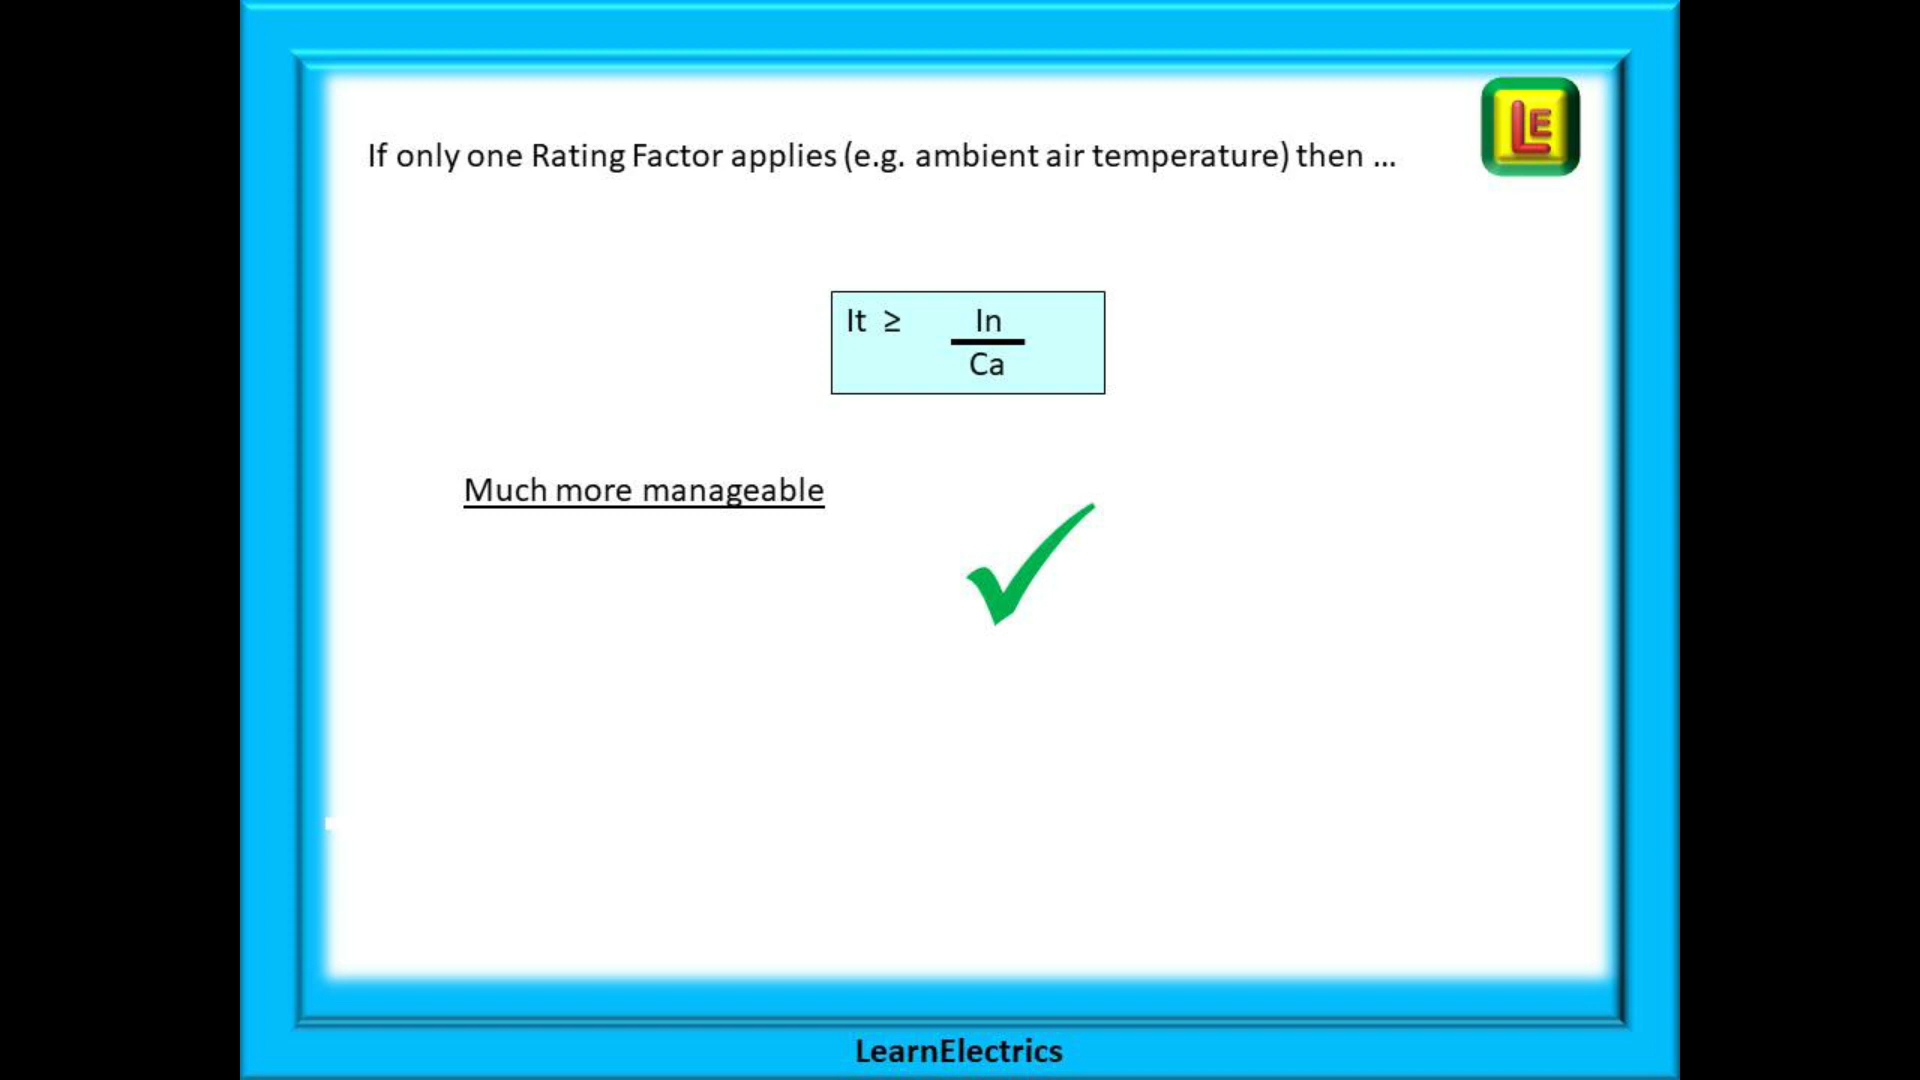 LE
If only one Rating Factor applies (e.g. ambient air temperature) then ...
It ≥ In
Ca
Much more manageable
LearnElectrics